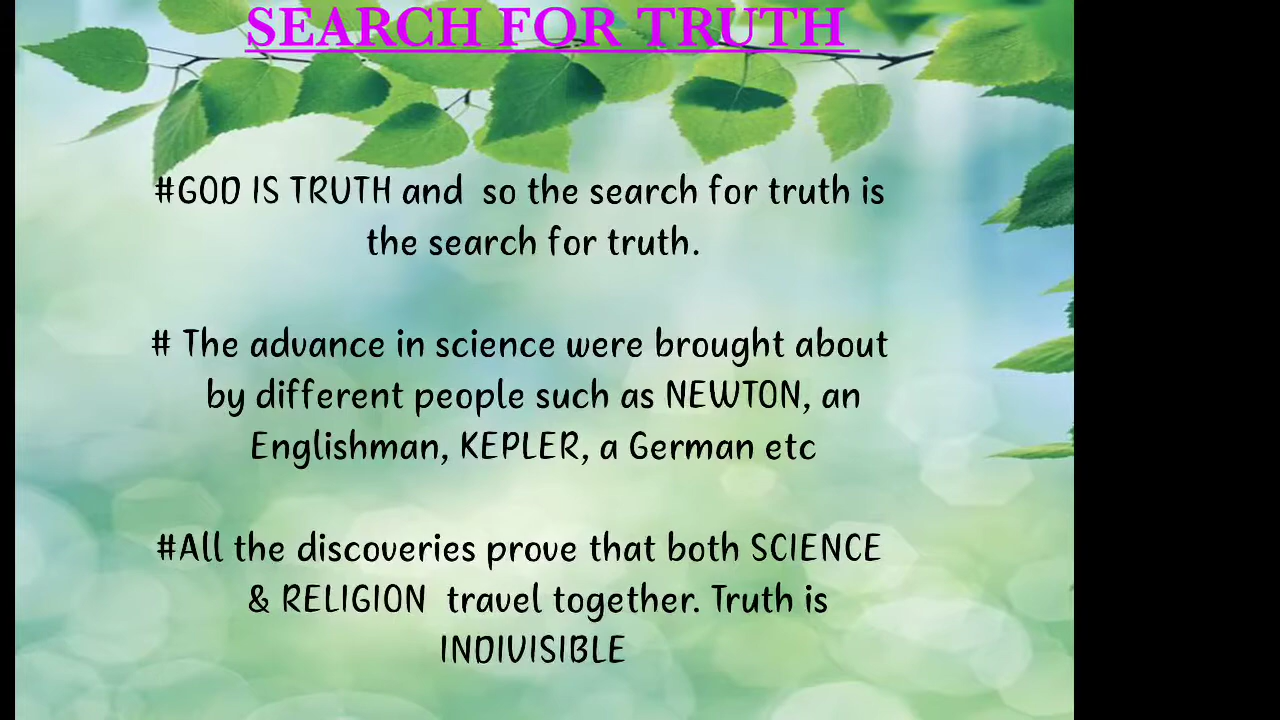 SEARCH FOR TRUTH
#GOD IS TRUTH and so the search for truth is
the search for truth.
# The advance in science were brought about
by different people such as NEWTON, an
Englishman, KEPLER, a German etc
#All the discoveries prove that both SCIENCE
& RELIGION travel together. Truth is
INDIVISIBLE